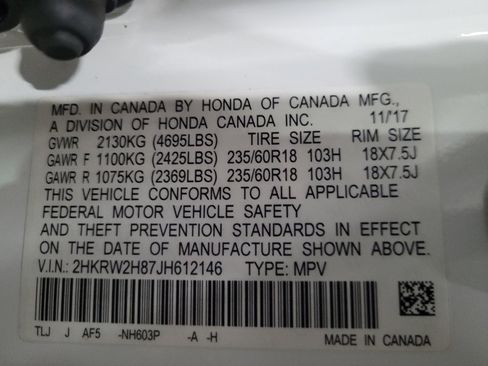 MFD. IN CANADA BY HONDA OF CANADA MFG.,
A DIVISION OF HONDA CANADA INC. 11/17
GVWR 2130KG (4695LBS) TIRE SIZE RIM SIZE
GAWR F 1100KG (2425LBS) 235/60R18 103H 18X7.5J
GAWR R 1075KG (2369LBS) 235/60R18 103H 18X7.5J
THIS VEHICLE CONFORMS TO ALL APPLICABLE
FEDERAL MOTOR VEHICLE SAFETY
AND THEFT PREVENTION STANDARDS IN EFFECT
ON THE DATE OF MANUFACTURE SHOWN ABOVE.
V.I.N.: 2HKRW2H87JH612146 TYPE: MPV
TLJ J AF5 -NH603P -A -H MADE IN CANADA